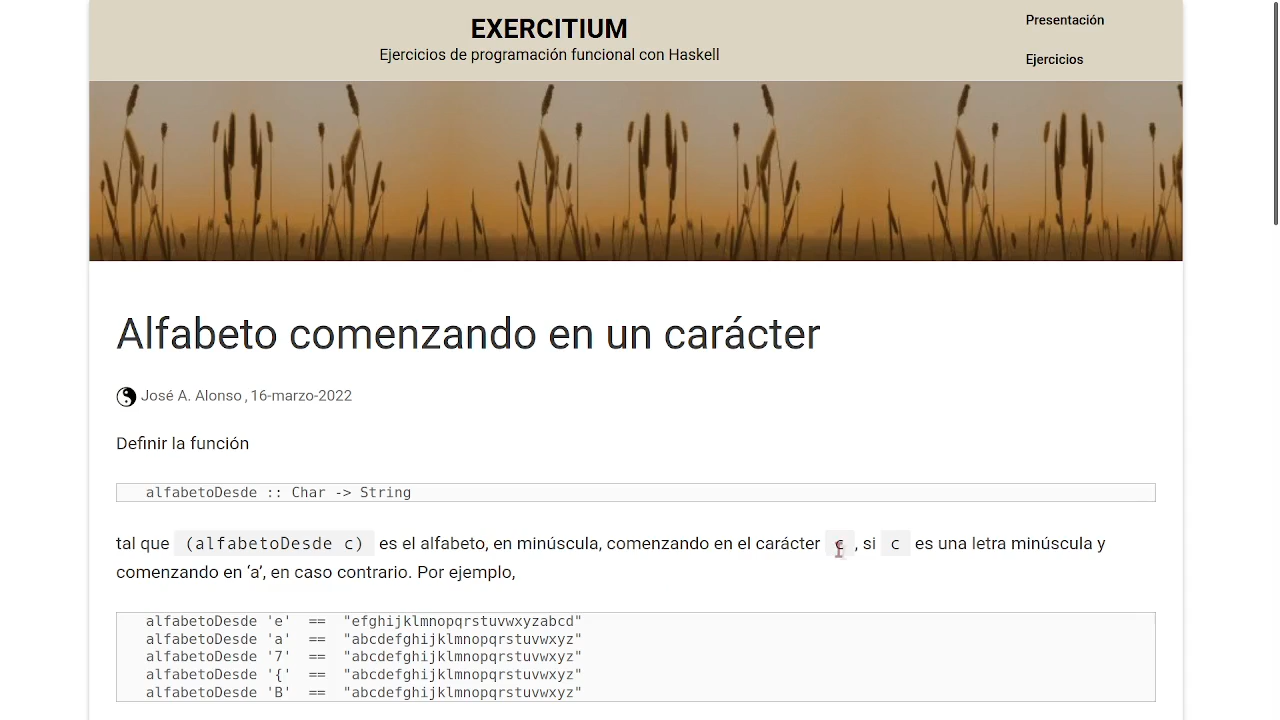 EXERCITIUM
Ejercicios de programación funcional con Haskell
Presentación
Ejercicios
Alfabeto comenzando en un carácter
José A. Alonso , 16-marzo-2022
Definir la función
alfabetoDesde :: Char -> String
tal que (alfabetoDesde c) es el alfabeto, en minúscula, comenzando en el carácter c , si c es una letra minúscula y
comenzando en ‘a’, en caso contrario. Por ejemplo,
alfabetoDesde 'e' == "efghijklmnopqrstuvwxyzabcd"
alfabetoDesde 'a' == "abcdefghijklmnopqrstuvwxyz"
alfabetoDesde '7' == "abcdefghijklmnopqrstuvwxyz"
alfabetoDesde '{' == "abcdefghijklmnopqrstuvwxyz"
alfabetoDesde 'B' == "abcdefghijklmnopqrstuvwxyz"